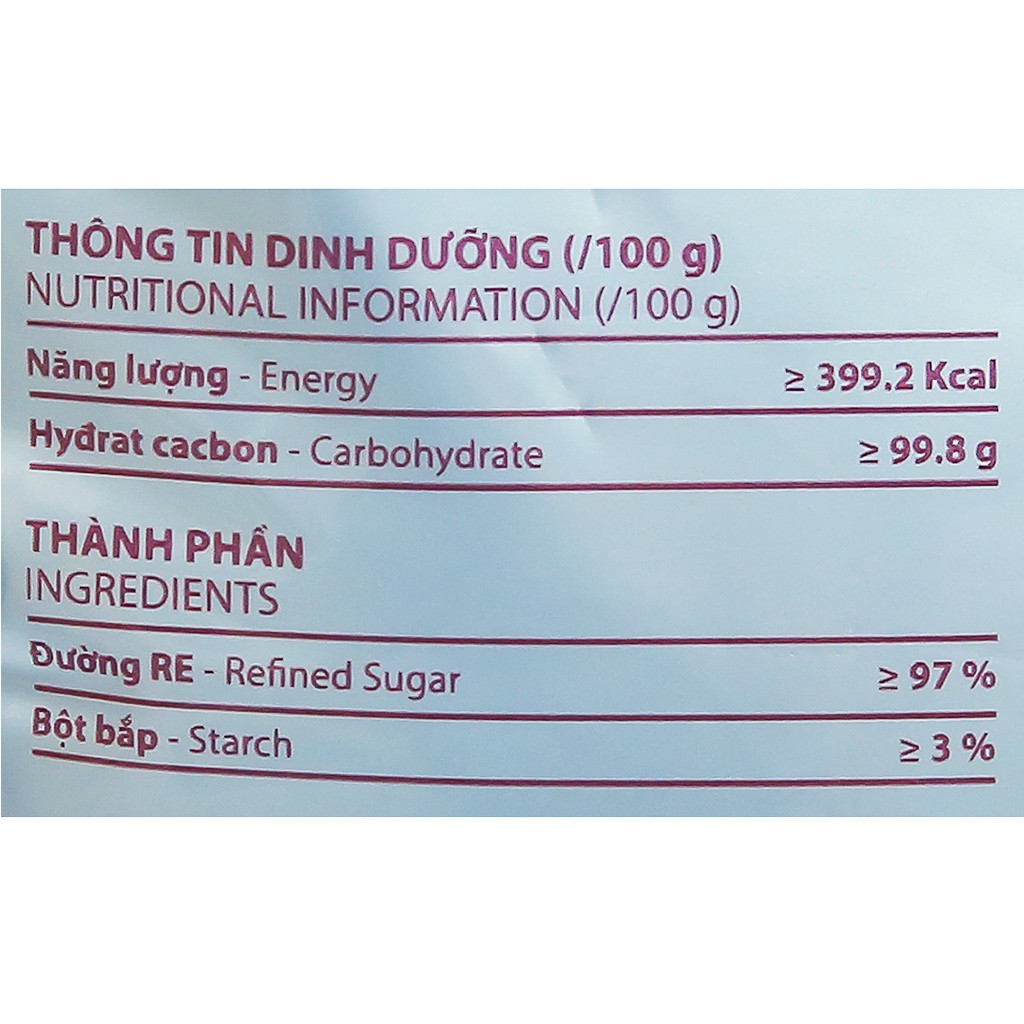 THÔNG TIN DINH DƯỠNG (/100 g)
NUTRITIONAL INFORMATION (/100 g)
Năng lượng - Energy ≥ 399.2 Kcal
Hyđrat cacbon - Carbohydrate ≥ 99.8 g
THÀNH PHẦN
INGREDIENTS
Đường RE - Refined Sugar ≥ 97 %
Bột bắp - Starch ≥ 3 %